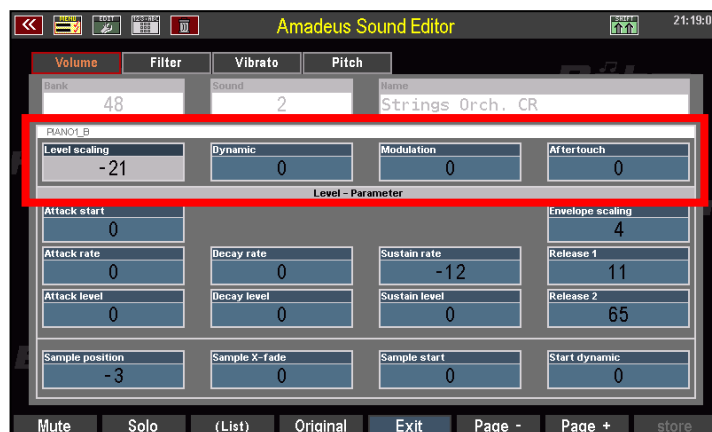 MENU EDIT 123-ABC Amadeus Sound Editor SHIFT 21:19:0
Volume Filter Vibrato Pitch
Bank Sound Name
48 2 Strings Orch. CR
PIANO1_B
Level scaling Dynamic Modulation Aftertouch
-21 0 0 0
Level - Parameter
Attack start Envelope scaling
0 4
Attack rate Decay rate Sustain rate Release 1
0 0 -12 11
Attack level Decay level Sustain level Release 2
0 0 0 65
Sample position Sample X-fade Sample start Start dynamic
-3 0 0 0
Mute Solo (List) Original Exit Page - Page + store